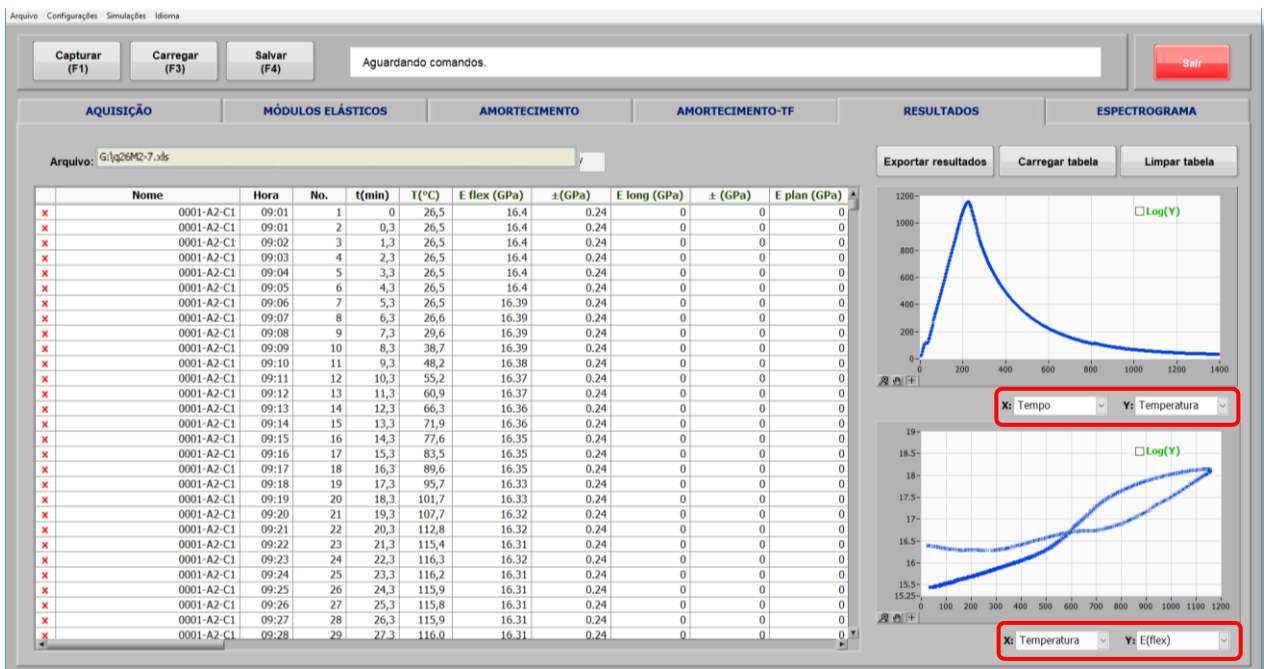 Arquivo Configurações Simulações Idioma
Capturar (F1) Carregar (F3) Salvar (F4) Aguardando comandos. Sair
AQUISIÇÃO MÓDULOS ELÁSTICOS AMORTECIMENTO AMORTECIMENTO-TF RESULTADOS ESPECTROGRAMA
Arquivo: G:\q26M2-7.xls
Exportar resultados Carregar tabela Limpar tabela
Nome Hora No. t(min) T(ºC) E flex (GPa) ±(GPa) E long (GPa) ± (GPa) E plan (GPa)
x 0001-A2-C1 09:01 1 0 26,5 16.4 0.24 0 0 0
x 0001-A2-C1 09:01 2 0,3 26,5 16.4 0.24 0 0 0
x 0001-A2-C1 09:02 3 1,3 26,5 16.4 0.24 0 0 0
x 0001-A2-C1 09:03 4 2,3 26,5 16.4 0.24 0 0 0
x 0001-A2-C1 09:04 5 3,3 26,5 16.4 0.24 0 0 0
x 0001-A2-C1 09:05 6 4,3 26,5 16.4 0.24 0 0 0
x 0001-A2-C1 09:06 7 5,3 26,5 16.39 0.24 0 0 0
x 0001-A2-C1 09:07 8 6,3 26,6 16.39 0.24 0 0 0
x 0001-A2-C1 09:08 9 7,3 29,6 16.39 0.24 0 0 0
x 0001-A2-C1 09:09 10 8,3 38,7 16.39 0.24 0 0 0
x 0001-A2-C1 09:10 11 9,3 48,2 16.38 0.24 0 0 0
x 0001-A2-C1 09:11 12 10,3 55,2 16.37 0.24 0 0 0
x 0001-A2-C1 09:12 13 11,3 60,9 16.37 0.24 0 0 0
x 0001-A2-C1 09:13 14 12,3 66,3 16.36 0.24 0 0 0
x 0001-A2-C1 09:14 15 13,3 71,9 16.36 0.24 0 0 0
x 0001-A2-C1 09:15 16 14,3 77,6 16.35 0.24 0 0 0
x 0001-A2-C1 09:16 17 15,3 83,5 16.35 0.24 0 0 0
x 0001-A2-C1 09:17 18 16,3 89,6 16.35 0.24 0 0 0
x 0001-A2-C1 09:18 19 17,3 95,7 16.33 0.24 0 0 0
x 0001-A2-C1 09:19 20 18,3 101,7 16.33 0.24 0 0 0
x 0001-A2-C1 09:20 21 19,3 107,7 16.32 0.24 0 0 0
x 0001-A2-C1 09:21 22 20,3 112,8 16.32 0.24 0 0 0
x 0001-A2-C1 09:22 23 21,3 115,4 16.31 0.24 0 0 0
x 0001-A2-C1 09:23 24 22,3 116,3 16.32 0.24 0 0 0
x 0001-A2-C1 09:24 25 23,3 116,2 16.31 0.24 0 0 0
x 0001-A2-C1 09:25 26 24,3 115,9 16.31 0.24 0 0 0
x 0001-A2-C1 09:26 27 25,3 115,8 16.31 0.24 0 0 0
x 0001-A2-C1 09:27 28 26,3 115,9 16.31 0.24 0 0 0
x 0001-A2-C1 09:28 29 27,3 116,0 16.31 0.24 0 0 0
1200
1000
800
600
400
200
0
Log(Y)
0 200 400 600 800 1000 1200 1400
X: Tempo Y: Temperatura
19
18.5
18
17.5
17
16.5
16
15.5
15.25
Log(Y)
0 100 200 300 400 500 600 700 800 900 1000 1100 1200
X: Temperatura Y: E(flex)